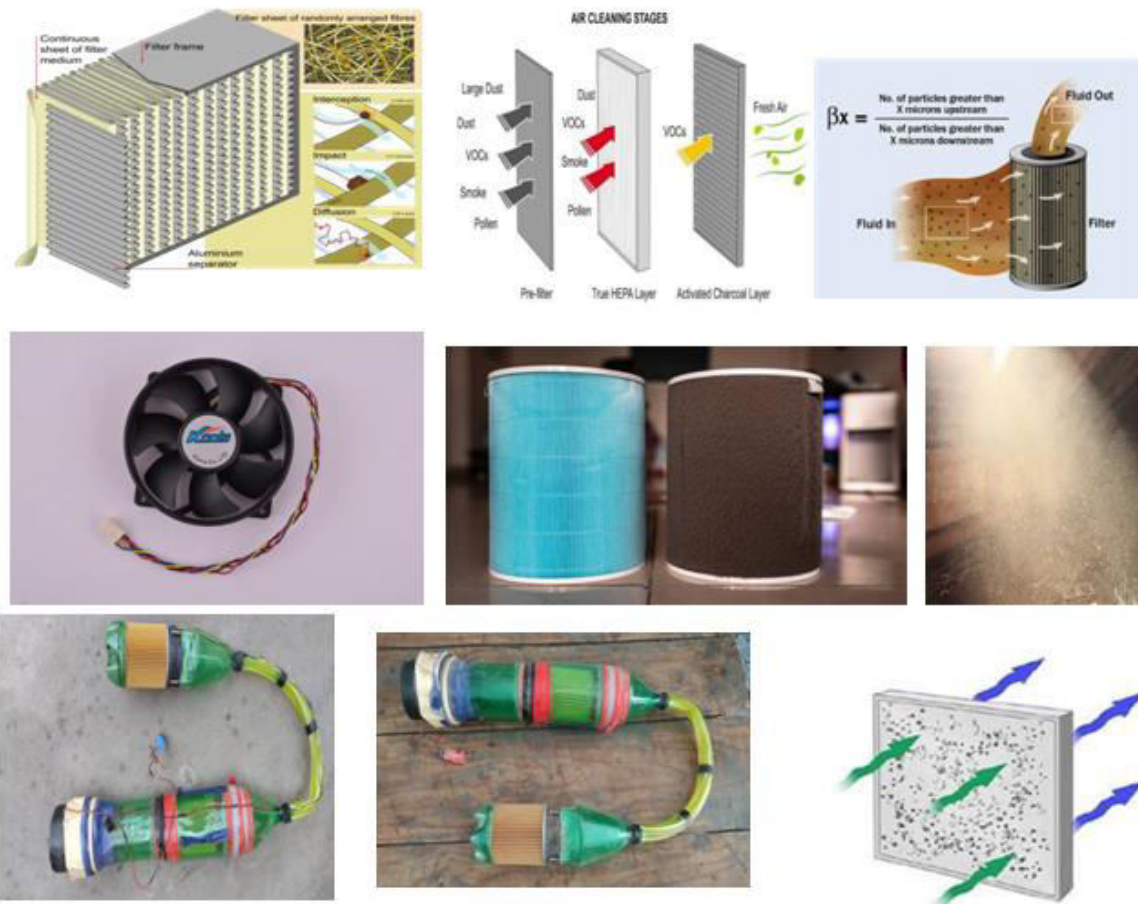 Filter sheet of randomly arranged fibres
Continuous
sheet of filter
medium
Filter frame
Interception
Impact
Diffusion
Aluminium
separator
AIR CLEANING STAGES
Large Dust
Dust
VOCs
Smoke
Pollen
Dust
VOCs
Smoke
Pollen
VOCs
Fresh Air
Pre-filter
True HEPA Layer
Activated Charcoal Layer
βx =
No. of particles greater than
X microns upstream
No. of particles greater than
X microns downstream
Fluid Out
Fluid In
Filter